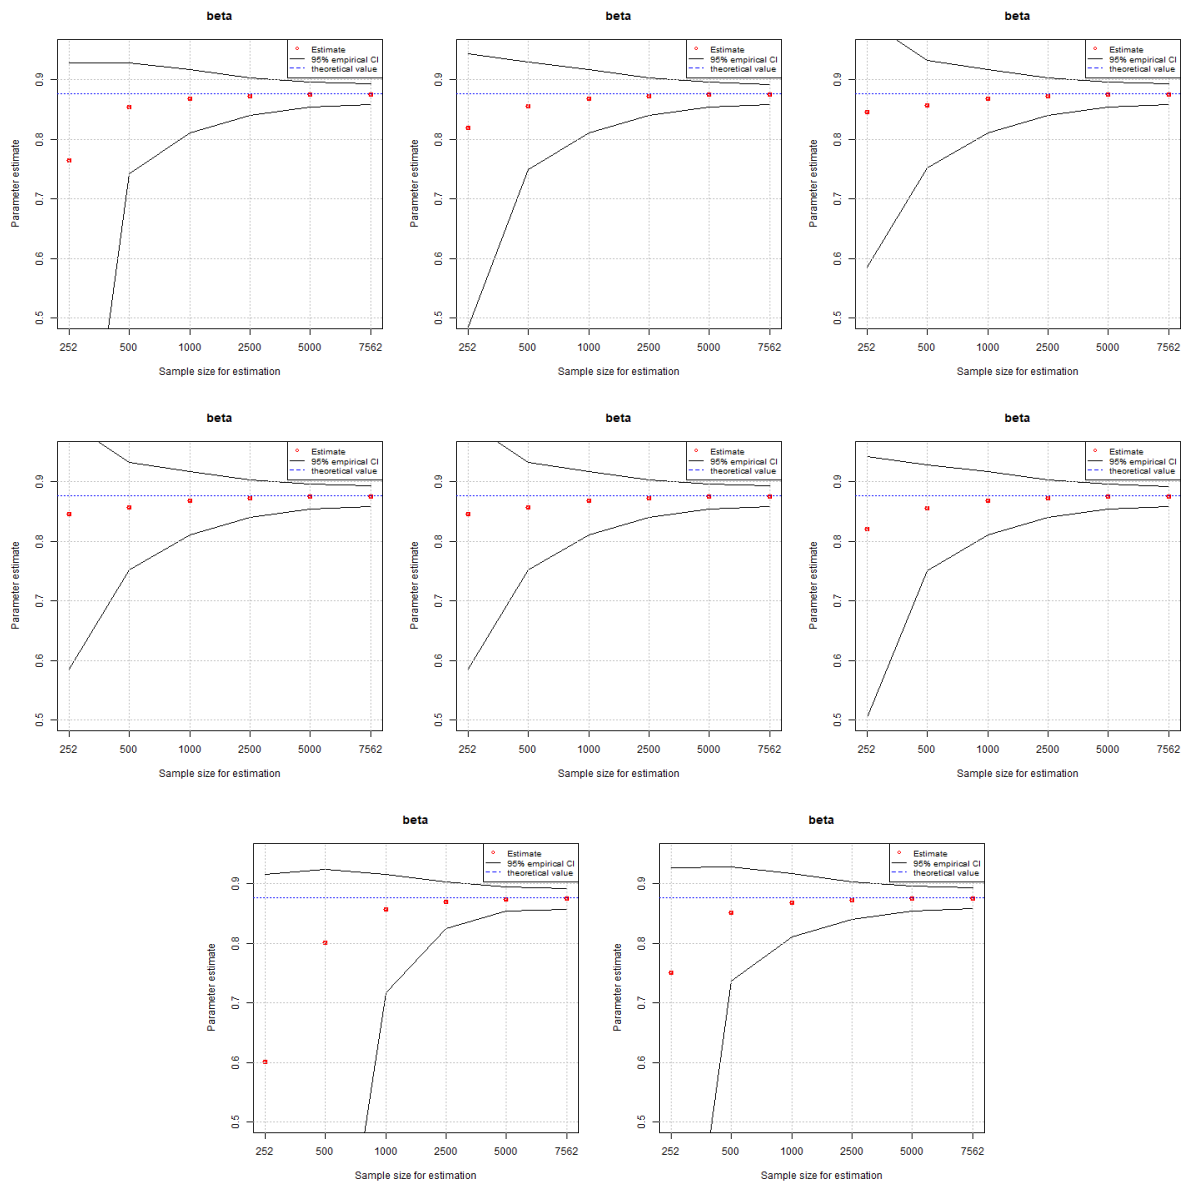 beta
Estimate
95% empirical CI
theoretical value
Parameter estimate
0.9
0.8
0.7
0.6
0.5
252 500 1000 2500 5000 7562
Sample size for estimation
beta
Estimate
95% empirical CI
theoretical value
Parameter estimate
0.9
0.8
0.7
0.6
0.5
252 500 1000 2500 5000 7562
Sample size for estimation
beta
Estimate
95% empirical CI
theoretical value
Parameter estimate
0.9
0.8
0.7
0.6
0.5
252 500 1000 2500 5000 7562
Sample size for estimation
beta
Estimate
95% empirical CI
theoretical value
Parameter estimate
0.9
0.8
0.7
0.6
0.5
252 500 1000 2500 5000 7562
Sample size for estimation
beta
Estimate
95% empirical CI
theoretical value
Parameter estimate
0.9
0.8
0.7
0.6
0.5
252 500 1000 2500 5000 7562
Sample size for estimation
beta
Estimate
95% empirical CI
theoretical value
Parameter estimate
0.9
0.8
0.7
0.6
0.5
252 500 1000 2500 5000 7562
Sample size for estimation
beta
Estimate
95% empirical CI
theoretical value
Parameter estimate
0.9
0.8
0.7
0.6
0.5
252 500 1000 2500 5000 7562
Sample size for estimation
beta
Estimate
95% empirical CI
theoretical value
Parameter estimate
0.9
0.8
0.7
0.6
0.5
252 500 1000 2500 5000 7562
Sample size for estimation